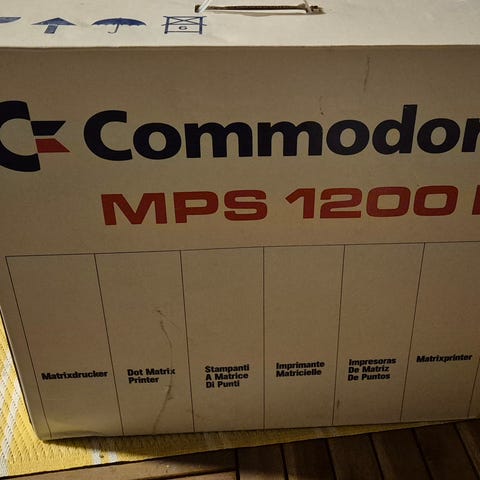 6
Commodor
MPS 1200
Matrixdrucker
Dot Matrix
Printer
Stampanti
A Matrice
Di Punti
Imprimante
Matricielle
Impresoras
De Matriz
De Puntos
Matrixprinter